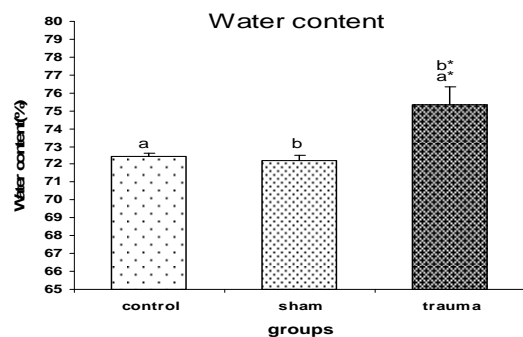 Water content
80
79
78
77
76
75
74
73
72
71
70
69
68
67
66
65
Water content(%)
a
b
b*
a*
control
sham
trauma
groups